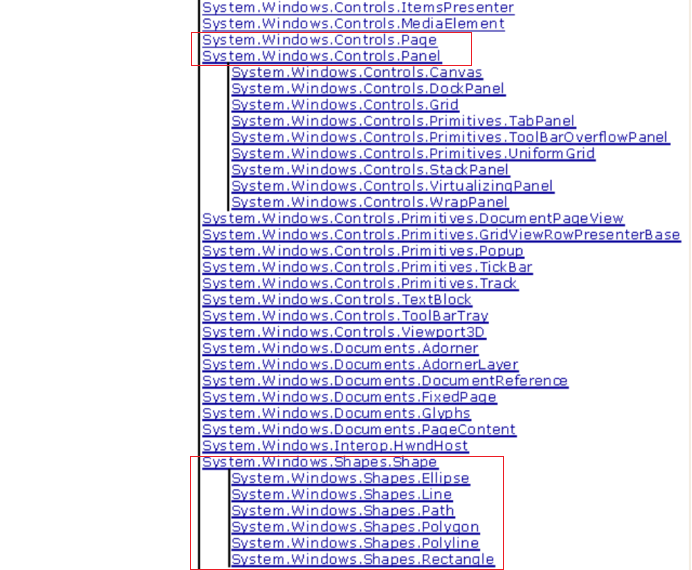 System.Windows.Controls.ItemsPresenter
System.Windows.Controls.MediaElement
System.Windows.Controls.Page
System.Windows.Controls.Panel
System.Windows.Controls.Canvas
System.Windows.Controls.DockPanel
System.Windows.Controls.Grid
System.Windows.Controls.Primitives.TabPanel
System.Windows.Controls.Primitives.ToolBarOverflowPanel
System.Windows.Controls.Primitives.UniformGrid
System.Windows.Controls.StackPanel
System.Windows.Controls.VirtualizingPanel
System.Windows.Controls.WrapPanel
System.Windows.Controls.Primitives.DocumentPageView
System.Windows.Controls.Primitives.GridViewRowPresenterBase
System.Windows.Controls.Primitives.Popup
System.Windows.Controls.Primitives.TickBar
System.Windows.Controls.Primitives.Track
System.Windows.Controls.TextBlock
System.Windows.Controls.ToolBarTray
System.Windows.Controls.Viewport3D
System.Windows.Documents.Adorner
System.Windows.Documents.AdornerLayer
System.Windows.Documents.DocumentReference
System.Windows.Documents.FixedPage
System.Windows.Documents.Glyphs
System.Windows.Documents.PageContent
System.Windows.Interop.HwndHost
System.Windows.Shapes.Shape
System.Windows.Shapes.Ellipse
System.Windows.Shapes.Line
System.Windows.Shapes.Path
System.Windows.Shapes.Polygon
System.Windows.Shapes.Polyline
System.Windows.Shapes.Rectangle